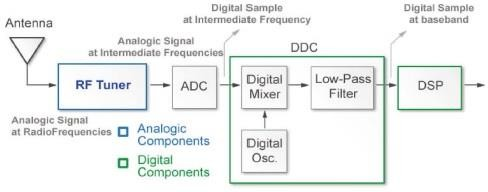 Antenna
Digital Sample
at Intermediate Frequency
Digital Sample
at baseband
Analogic Signal
at Intermediate Frequencies
DDC
RF Tuner
ADC
Digital
Mixer
Low-Pass
Filter
DSP
Analogic Signal
at RadioFrequencies
Analogic
Components
Digital
Components
Digital
Osc.